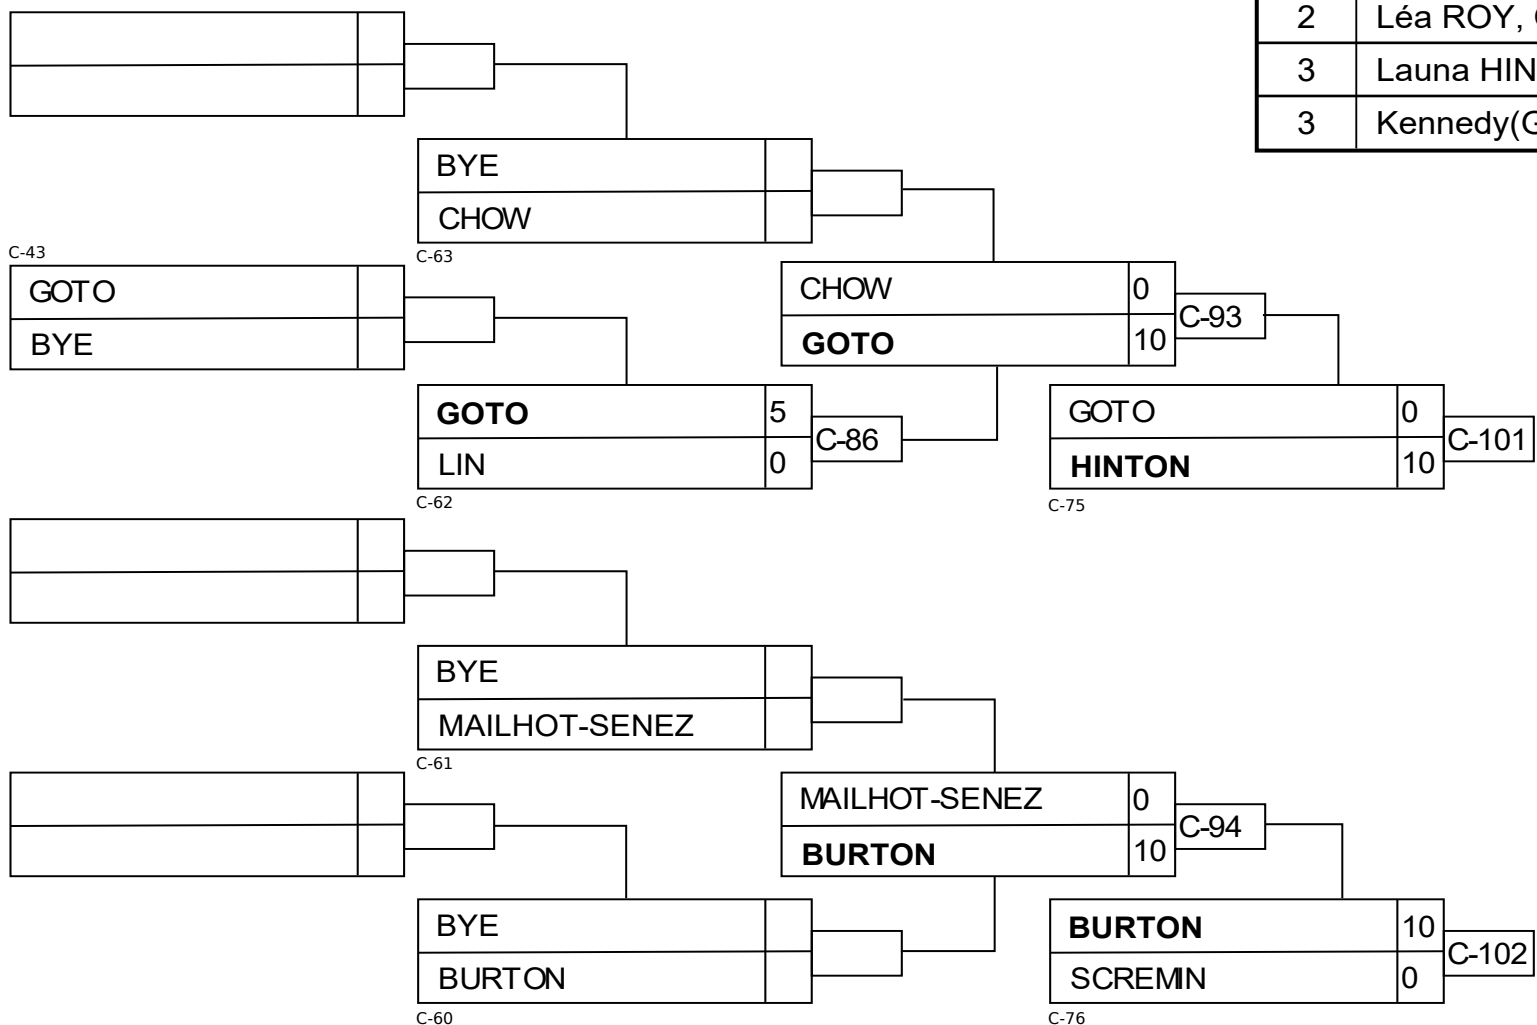 2 Léa ROY,
3 Launa HIN
3 Kennedy(
BYE
CHOW
C-63
C-43
GOTO
BYE
CHOW 0
GOTO 10
C-93
GOTO 5
LIN 0
C-86
C-62
GOTO 0
HINTON 10
C-101
C-75
BYE
MAILHOT-SENEZ
C-61
MAILHOT-SENEZ 0
BURTON 10
C-94
BYE
BURTON
C-60
BURTON 10
SCREMIN 0
C-102
C-76